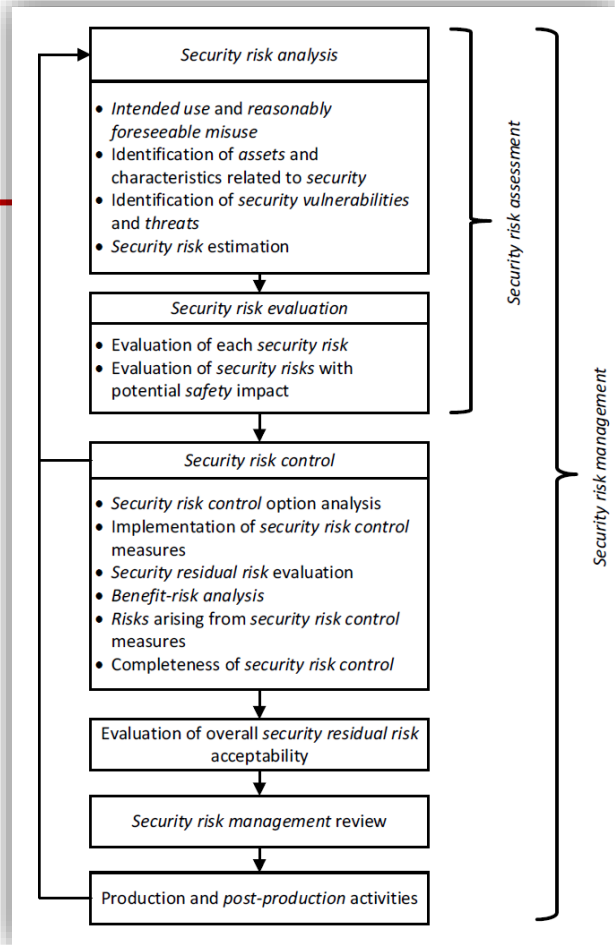 Security risk analysis
• Intended use and reasonably
foreseeable misuse
• Identification of assets and
characteristics related to security
• Identification of security vulnerabilities
and threats
• Security risk estimation
Security risk evaluation
• Evaluation of each security risk
• Evaluation of security risks with
potential safety impact
Security risk control
• Security risk control option analysis
• Implementation of security risk control
measures
• Security residual risk evaluation
• Benefit-risk analysis
• Risks arising from security risk control
measures
• Completeness of security risk control
Evaluation of overall security residual risk
acceptability
Security risk management review
Production and post-production activities
Security risk assessment
Security risk management